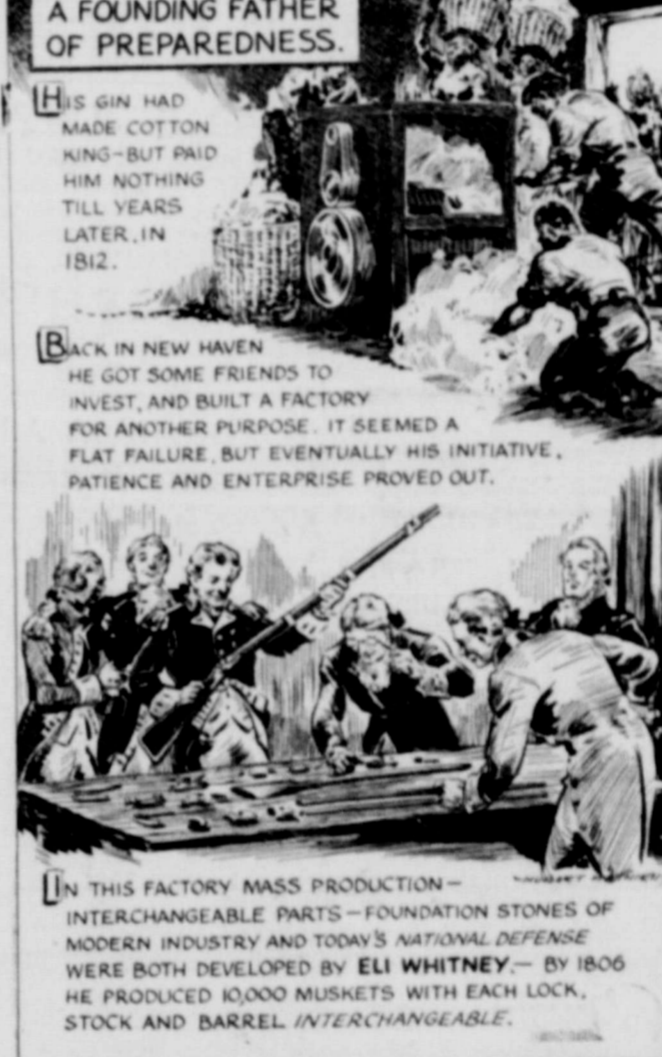 A FOUNDING FATHER
OF PREPAREDNESS.
HIS GIN HAD
MADE COTTON
KING-BUT PAID
HIM NOTHING
TILL YEARS
LATER, IN
1812.
BACK IN NEW HAVEN
HE GOT SOME FRIENDS TO
INVEST, AND BUILT A FACTORY
FOR ANOTHER PURPOSE. IT SEEMED A
FLAT FAILURE, BUT EVENTUALLY HIS INITIATIVE,
PATIENCE AND ENTERPRISE PROVED OUT.
IN THIS FACTORY MASS PRODUCTION—
INTERCHANGEABLE PARTS—FOUNDATION STONES OF
MODERN INDUSTRY AND TODAY'S NATIONAL DEFENSE
WERE BOTH DEVELOPED BY ELI WHITNEY.— BY 1806
HE PRODUCED 10,000 MUSKETS WITH EACH LOCK,
STOCK AND BARREL INTERCHANGEABLE.